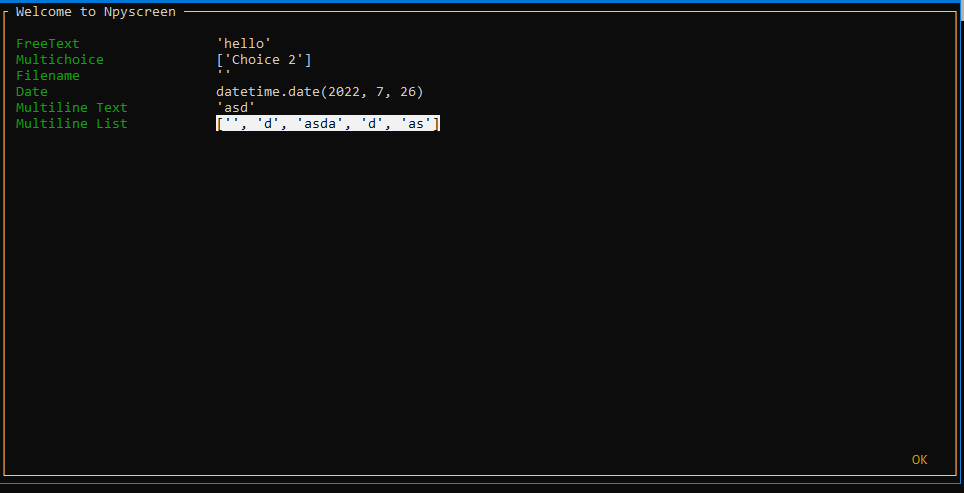 Welcome to Npyscreen
FreeText 'hello'
Multichoice ['Choice 2']
Filename ''
Date datetime.date(2022, 7, 26)
Multiline Text 'asd'
Multiline List ['', 'd', 'asda', 'd', 'as']
OK